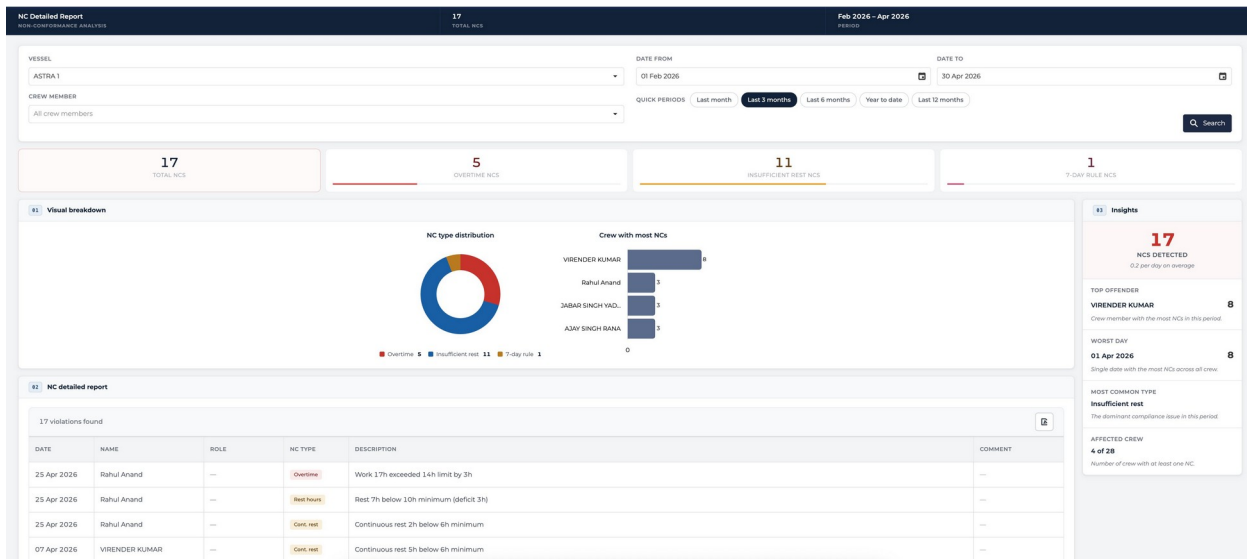 NC Detailed Report
NON-CONFORMANCE ANALYSIS
17
TOTAL NCS
Feb 2026 – Apr 2026
PERIOD
VESSEL
ASTRA 1
DATE FROM
01 Feb 2026
DATE TO
30 Apr 2026
CREW MEMBER
All crew members
QUICK PERIODS Last month Last 3 months Last 6 months Year to date Last 12 months
Search
17
TOTAL NCS
5
OVERTIME NCS
11
INSUFFICIENT REST NCS
1
7-DAY RULE NCS
01 Visual breakdown
NC type distribution
Overtime 5 Insufficient rest 11 7-day rule 1
Crew with most NCs
VIRENDER KUMAR 8
Rahul Anand 3
JABAR SINGH YAD... 3
AJAY SINGH RANA 3
0
03 Insights
17
NCS DETECTED
0.2 per day on average
TOP OFFENDER
VIRENDER KUMAR 8
Crew member with the most NCs in this period.
WORST DAY
01 Apr 2026 8
Single date with the most NCs across all crew.
MOST COMMON TYPE
Insufficient rest
The dominant compliance issue in this period.
AFFECTED CREW
4 of 28
Number of crew with at least one NC.
02 NC detailed report
17 violations found
DATE NAME ROLE NC TYPE DESCRIPTION COMMENT
25 Apr 2026 Rahul Anand — Overtime Work 17h exceeded 14h limit by 3h —
25 Apr 2026 Rahul Anand — Rest hours Rest 7h below 10h minimum (deficit 3h) —
25 Apr 2026 Rahul Anand — Cont. rest Continuous rest 2h below 6h minimum —
07 Apr 2026 VIRENDER KUMAR — Cont. rest Continuous rest 5h below 6h minimum —